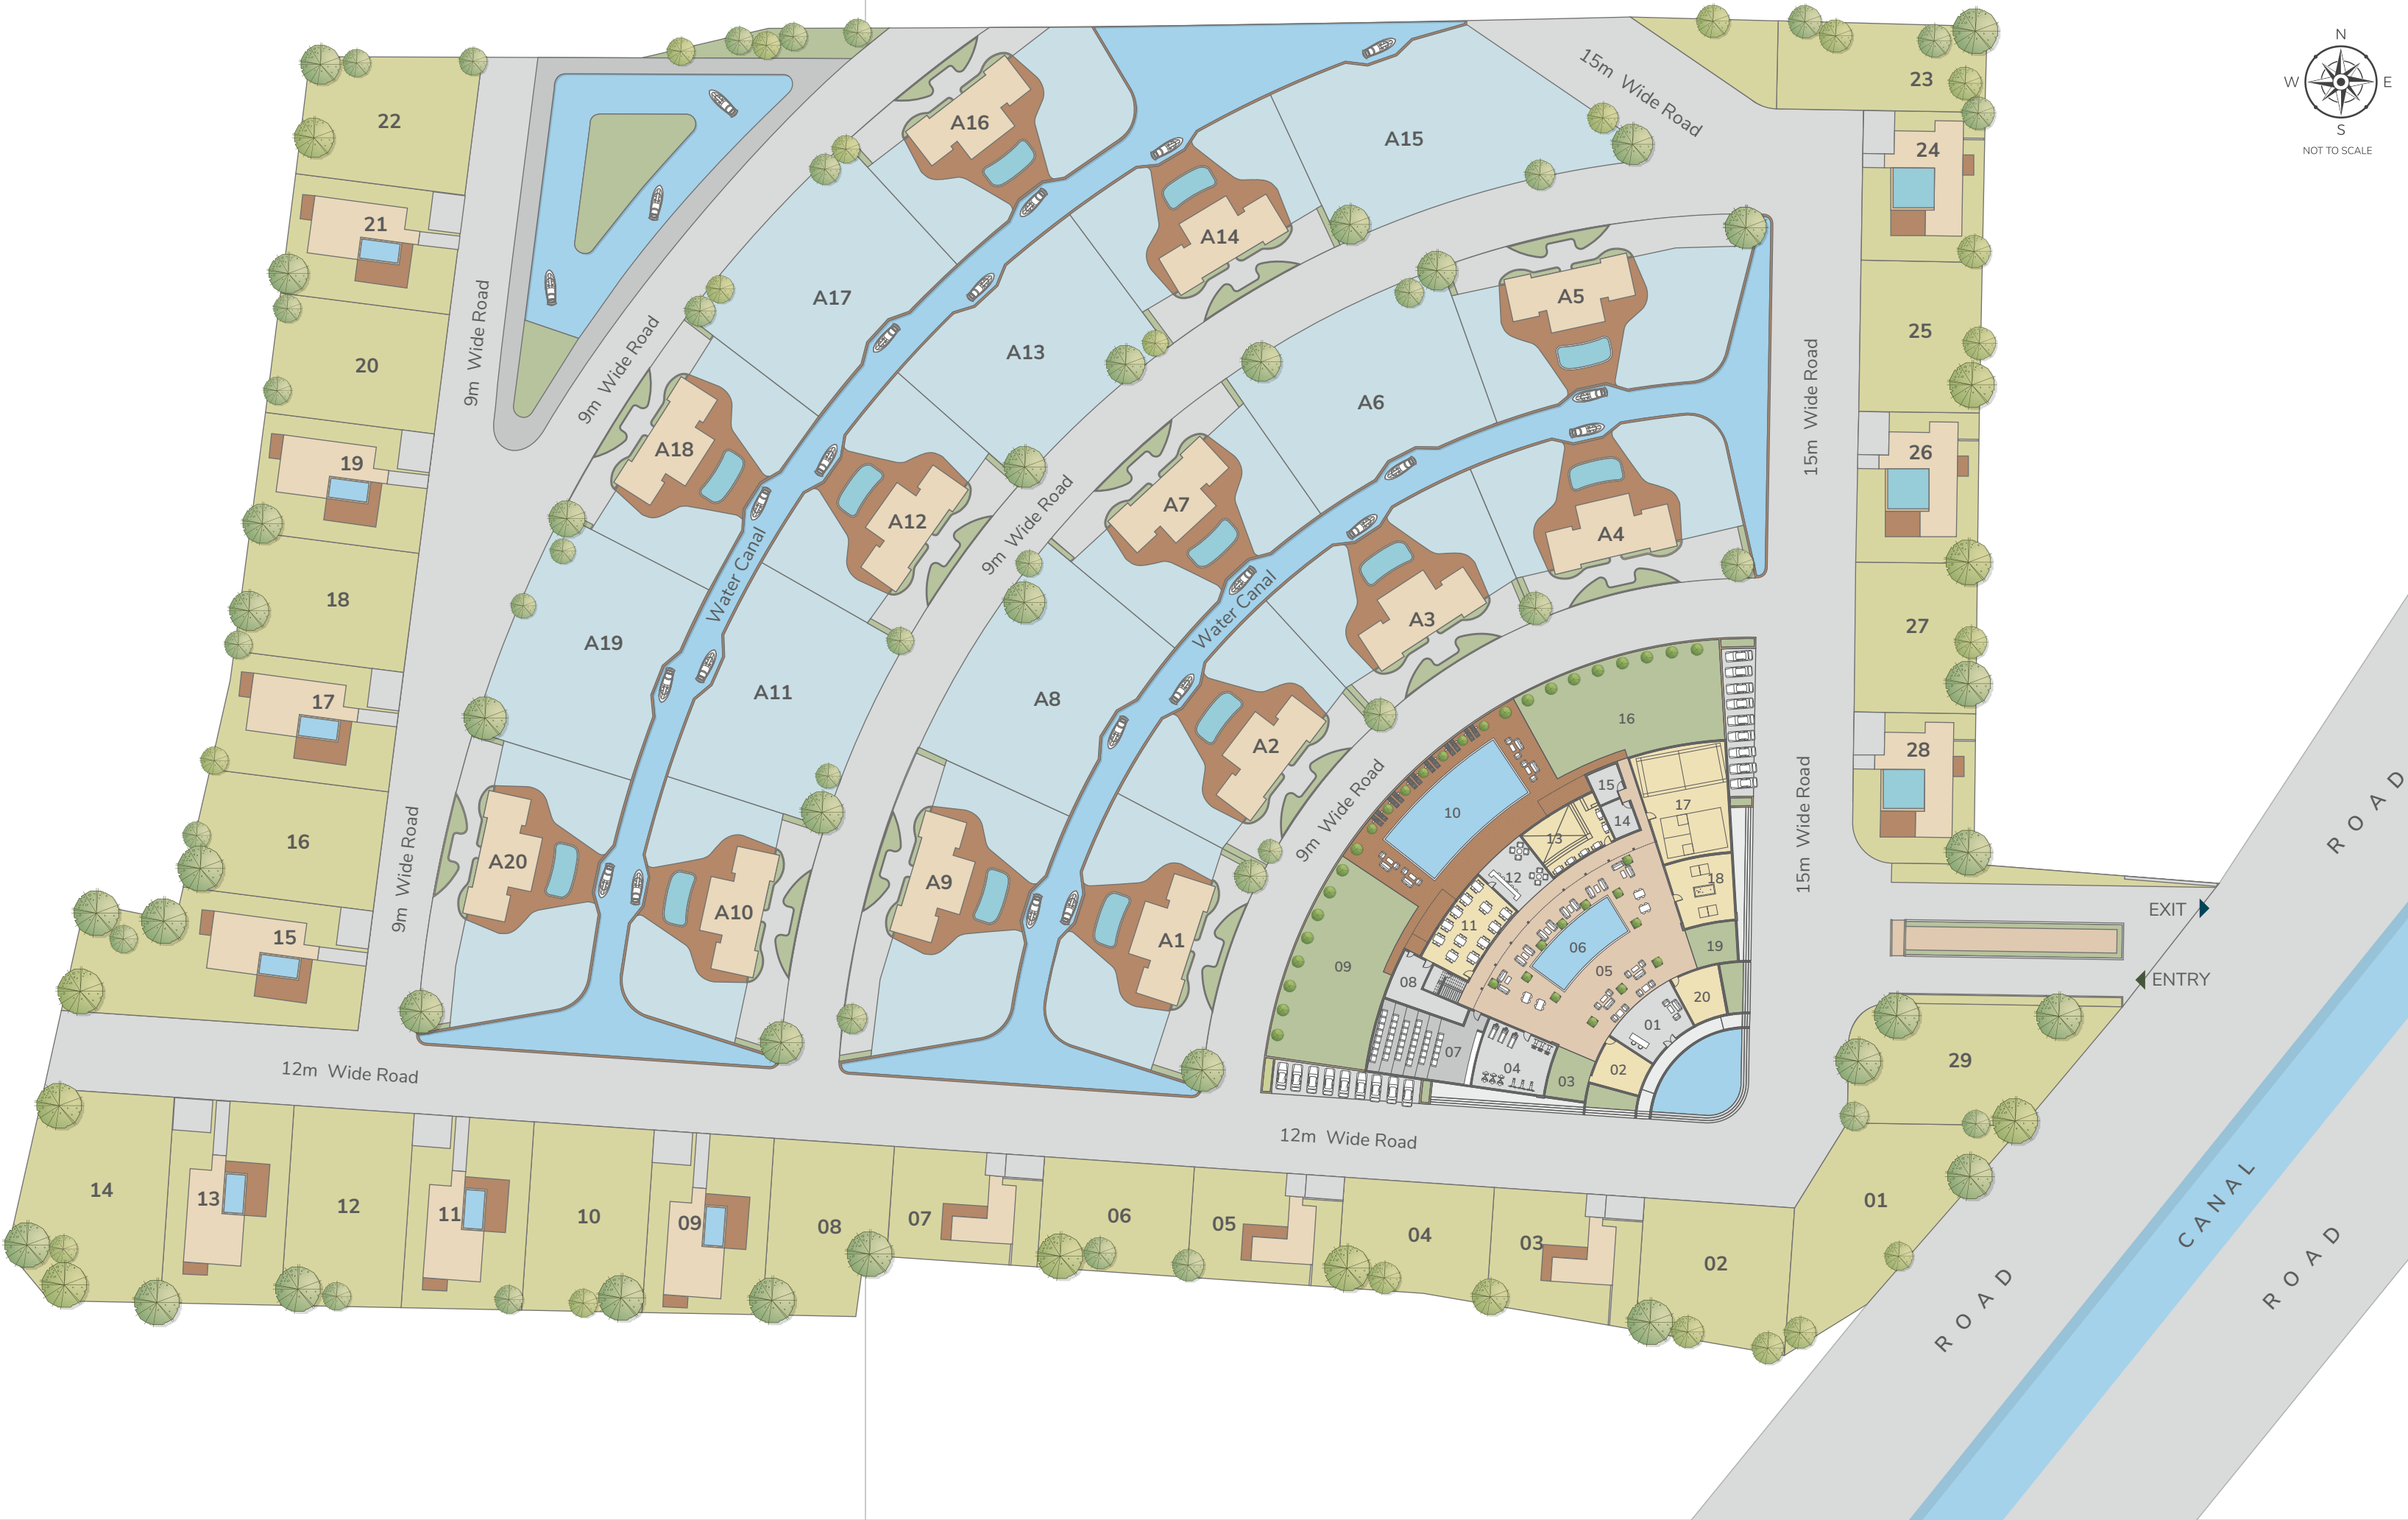 N
W E
S
NOT TO SCALE
22
21
20
19
18
17
16
15
14
13
12
11
10
09
08
07
06
05
04
03
02
01
29
28
27
26
25
24
23
9m Wide Road
9m Wide Road
9m Wide Road
9m Wide Road
9m Wide Road
12m Wide Road
12m Wide Road
15m Wide Road
15m Wide Road
15m Wide Road
A16
A15
A14
A17
A13
A18
A12
A19
A11
A20
A10
A5
A6
A7
A4
A3
A8
A2
A9
A1
Water Canal
Water Canal
16
10
15
14
17
13
12
18
11
06
19
05
09
08
20
01
07
04
03
02
EXIT
ENTRY
ROAD
CANAL
ROAD
ROAD